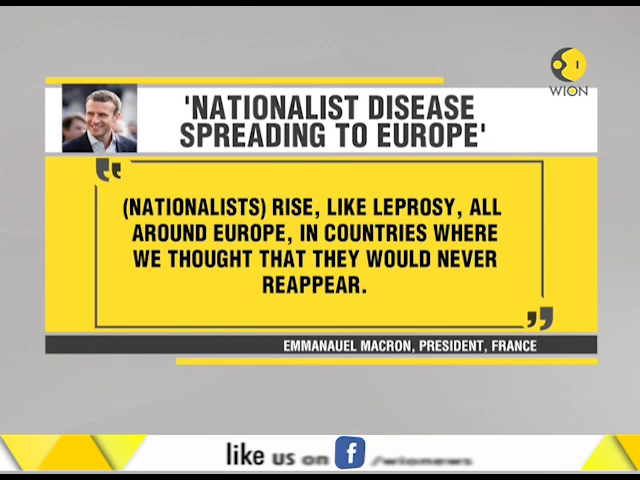 WION
'NATIONALIST DISEASE
SPREADING TO EUROPE'
(NATIONALISTS) RISE, LIKE LEPROSY, ALL
AROUND EUROPE, IN COUNTRIES WHERE
WE THOUGHT THAT THEY WOULD NEVER
REAPPEAR.
EMMANAUEL MACRON, PRESIDENT, FRANCE
like us on f /wionews